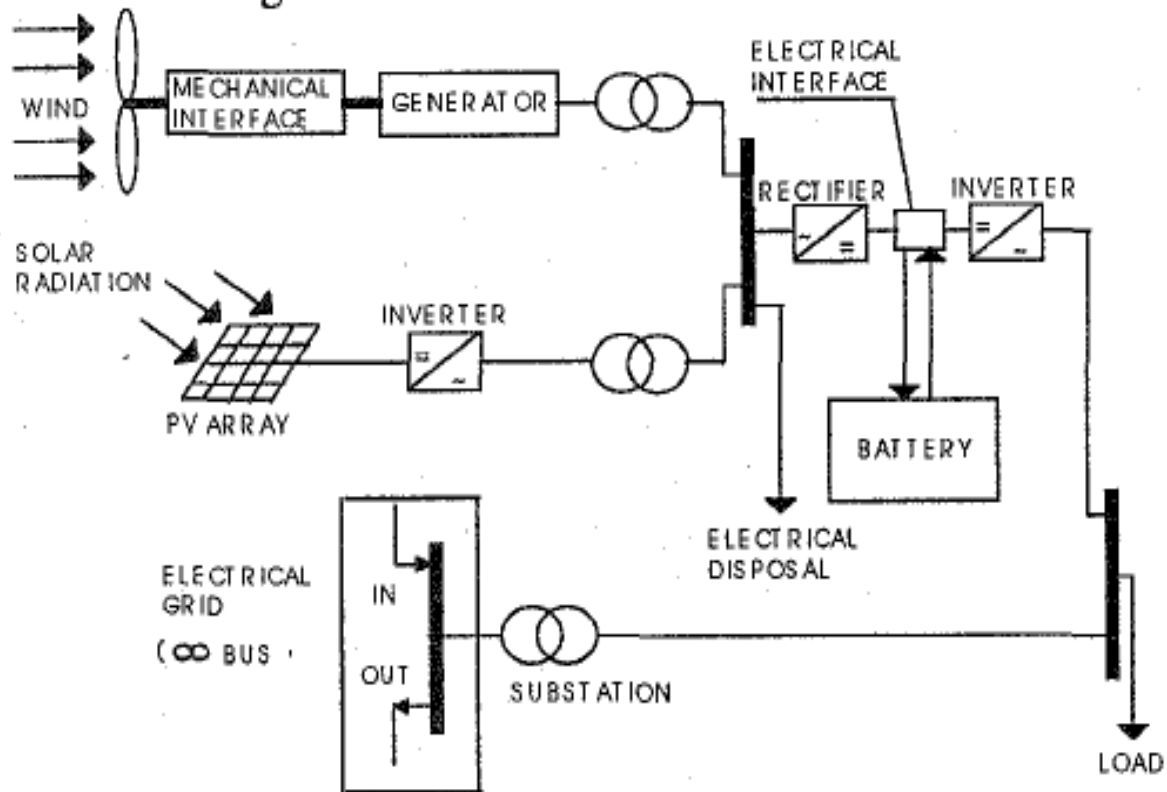 ELECTRICAL
INTERFACE
WIND
MECHANICAL
INTERFACE
GENERATOR
RECTIFIER
INVERTER
~
=
=
~
SOLAR
RADIATION
INVERTER
=
~
PV ARRAY
BATTERY
ELECTRICAL
DISPOSAL
ELECTRICAL
GRID
(∞ BUS
IN
OUT
SUBSTATION
LOAD